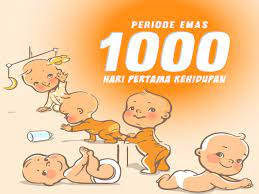 PERIODE EMAS
1000
HARI PERTAMA KEHIDUPAN